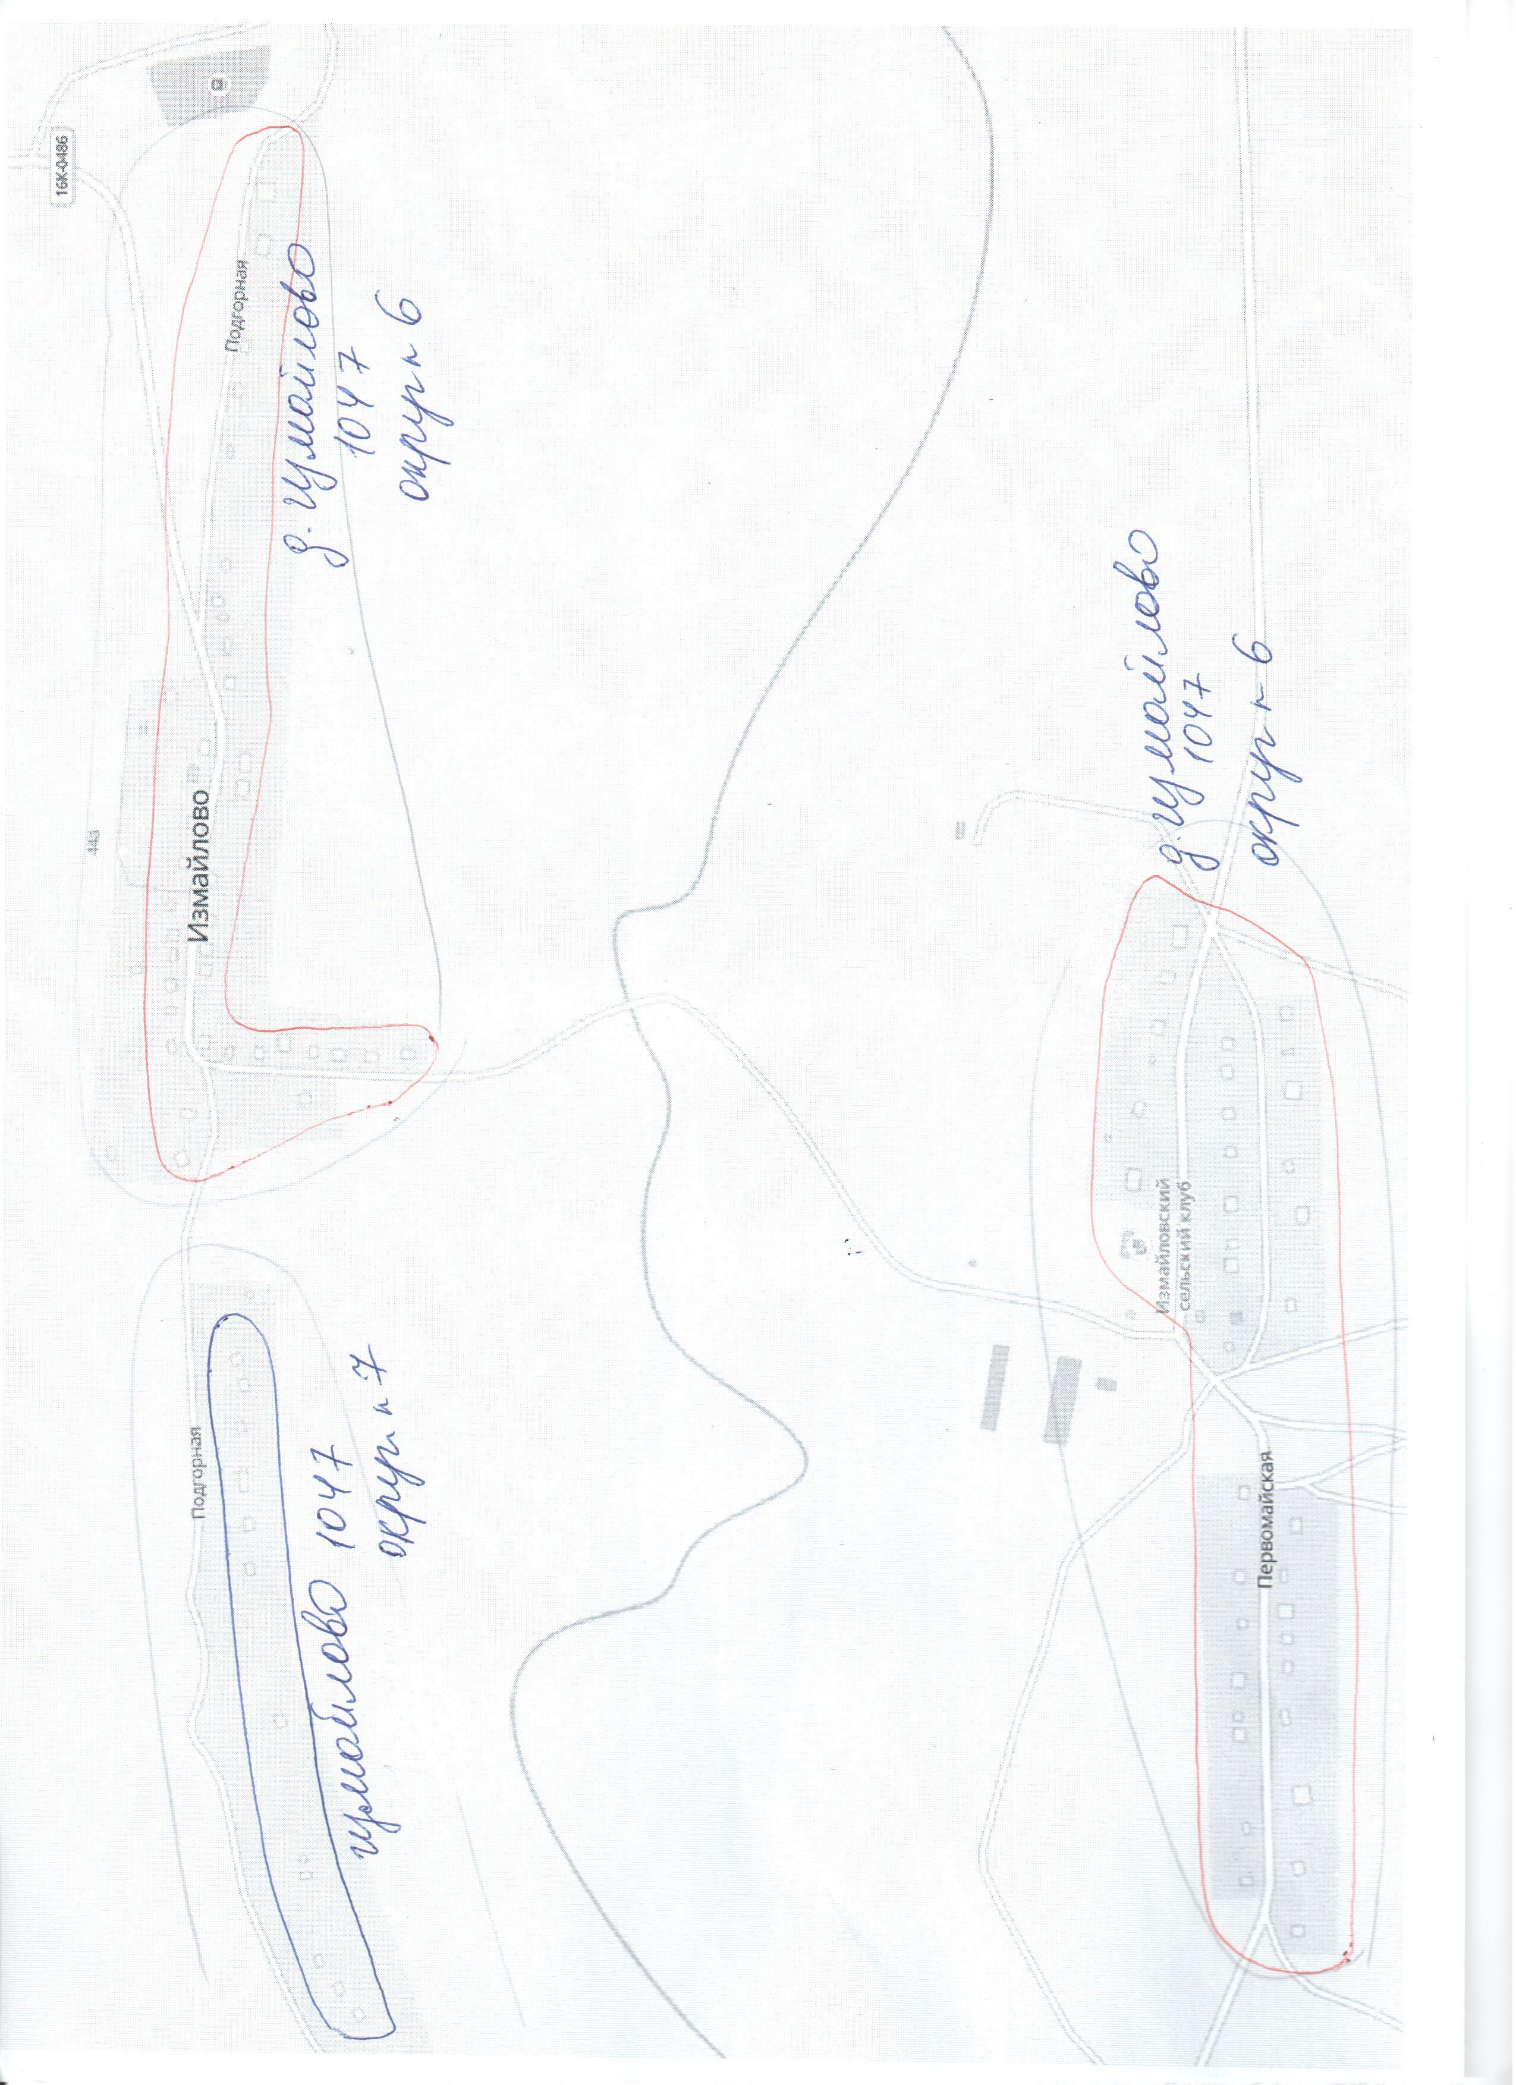 16К-0486
Подгорная
д. Измайлово
1047
округ 6
44а
Измайлово
Подгорная
Измайлово 1047
округ 7
д. Измайлово
1047
округ 6
Измайловский
сельский клуб
Первомайская